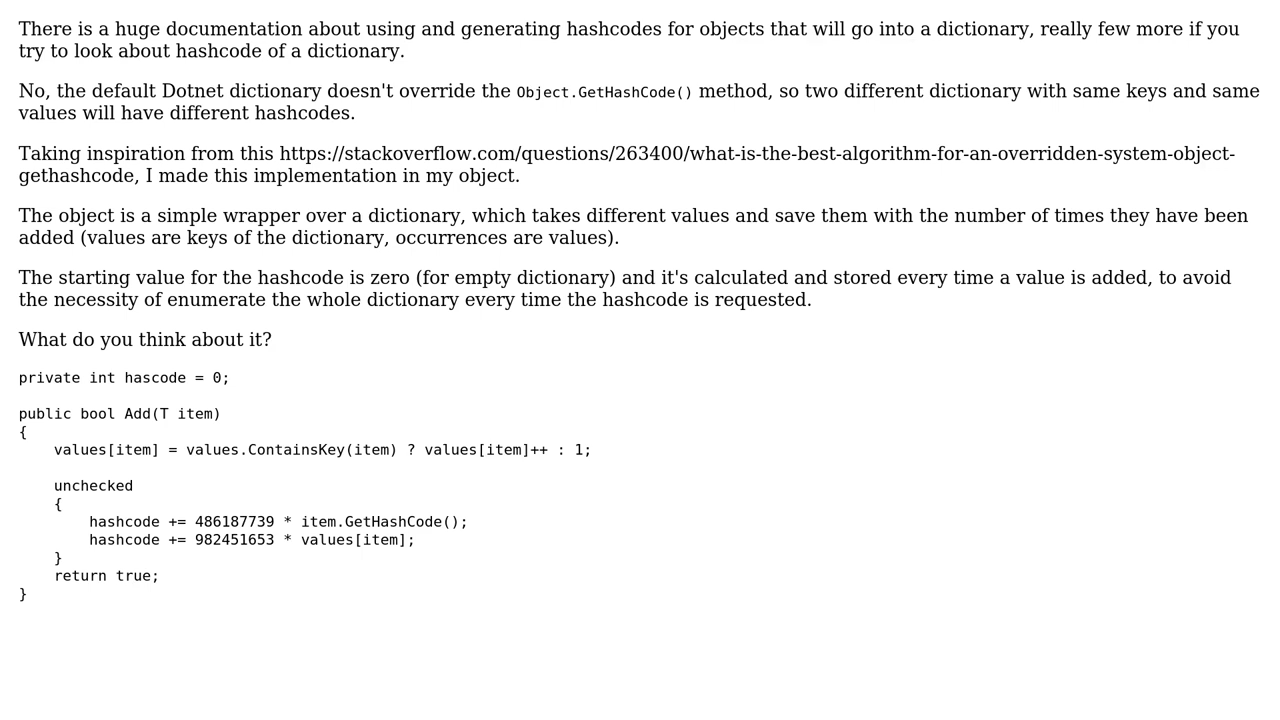 There is a huge documentation about using and generating hashcodes for objects that will go into a dictionary, really few more if you
try to look about hashcode of a dictionary.
No, the default Dotnet dictionary doesn't override the Object.GetHashCode() method, so two different dictionary with same keys and same
values will have different hashcodes.
Taking inspiration from this https://stackoverflow.com/questions/263400/what-is-the-best-algorithm-for-an-overridden-system-object-
gethashcode, I made this implementation in my object.
The object is a simple wrapper over a dictionary, which takes different values and save them with the number of times they have been
added (values are keys of the dictionary, occurrences are values).
The starting value for the hashcode is zero (for empty dictionary) and it's calculated and stored every time a value is added, to avoid
the necessity of enumerate the whole dictionary every time the hashcode is requested.
What do you think about it?
private int hascode = 0;
public bool Add(T item)
{
    values[item] = values.ContainsKey(item) ? values[item]++ : 1;
    unchecked
    {
        hashcode += 486187739 * item.GetHashCode();
        hashcode += 982451653 * values[item];
    }
    return true;
}